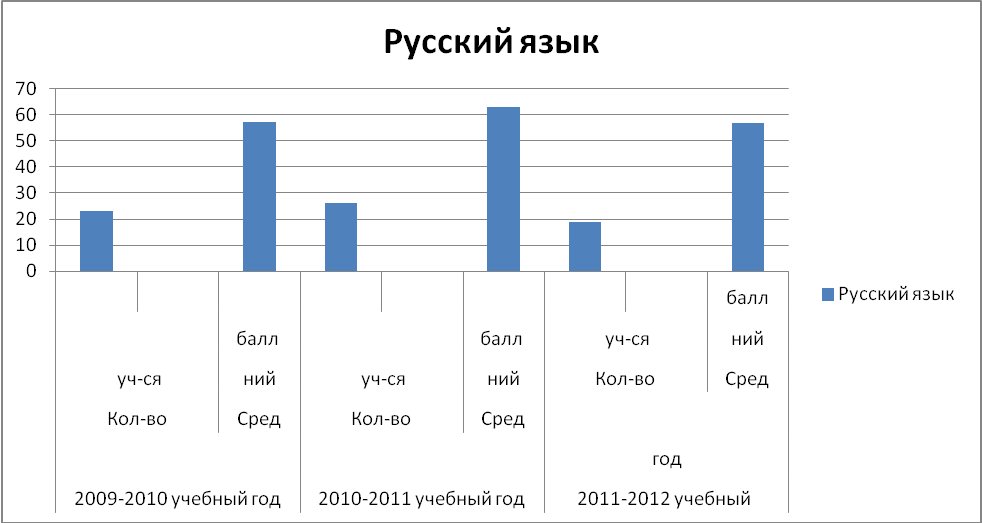 Русский язык
70
60
50
40
30
20
10
0
уч-ся
Кол-во
балл
ний
Сред
уч-ся
Кол-во
балл
ний
Сред
уч-ся
Кол-во
балл
ний
Сред
2009-2010 учебный год
2010-2011 учебный год
год
2011-2012 учебный
Русский язык